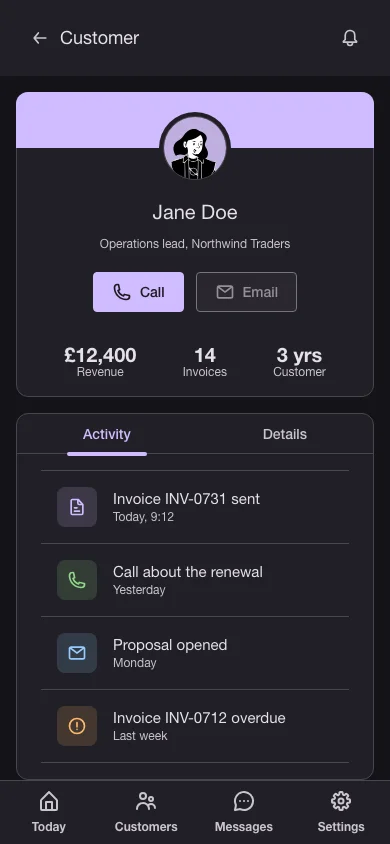 Customer
Jane Doe
Operations lead, Northwind Traders
Call
Email
£12,400
14
3 yrs
Revenue
Invoices
Customer
Activity
Details
Invoice INV-0731 sent
Today, 9:12
Call about the renewal
Yesterday
Proposal opened
Monday
Invoice INV-0712 overdue
Last week
Today
Customers
Messages
Settings